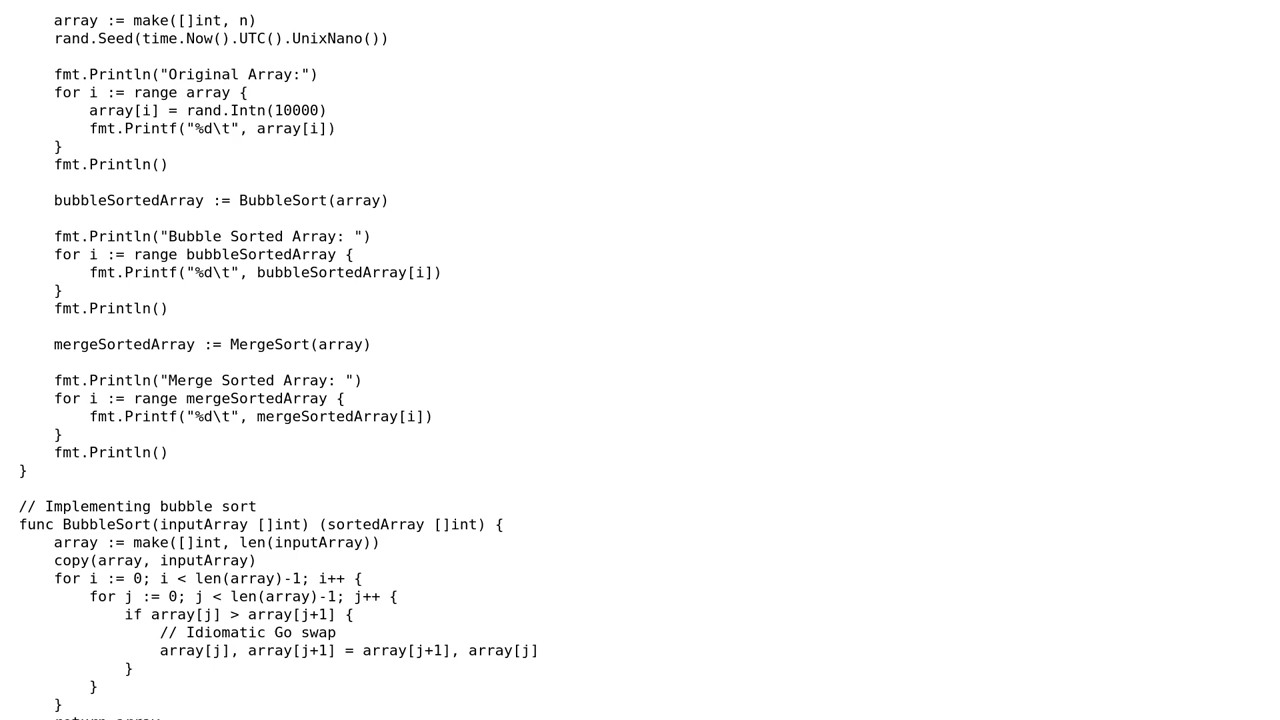 array := make([]int, n)
    rand.Seed(time.Now().UTC().UnixNano())

    fmt.Println("Original Array:")
    for i := range array {
        array[i] = rand.Intn(10000)
        fmt.Printf("%d\t", array[i])
    }
    fmt.Println()

    bubbleSortedArray := BubbleSort(array)

    fmt.Println("Bubble Sorted Array: ")
    for i := range bubbleSortedArray {
        fmt.Printf("%d\t", bubbleSortedArray[i])
    }
    fmt.Println()

    mergeSortedArray := MergeSort(array)

    fmt.Println("Merge Sorted Array: ")
    for i := range mergeSortedArray {
        fmt.Printf("%d\t", mergeSortedArray[i])
    }
    fmt.Println()
}

// Implementing bubble sort
func BubbleSort(inputArray []int) (sortedArray []int) {
    array := make([]int, len(inputArray))
    copy(array, inputArray)
    for i := 0; i < len(array)-1; i++ {
        for j := 0; j < len(array)-1; j++ {
            if array[j] > array[j+1] {
                // Idiomatic Go swap
                array[j], array[j+1] = array[j+1], array[j]
            }
        }
    }
    return array